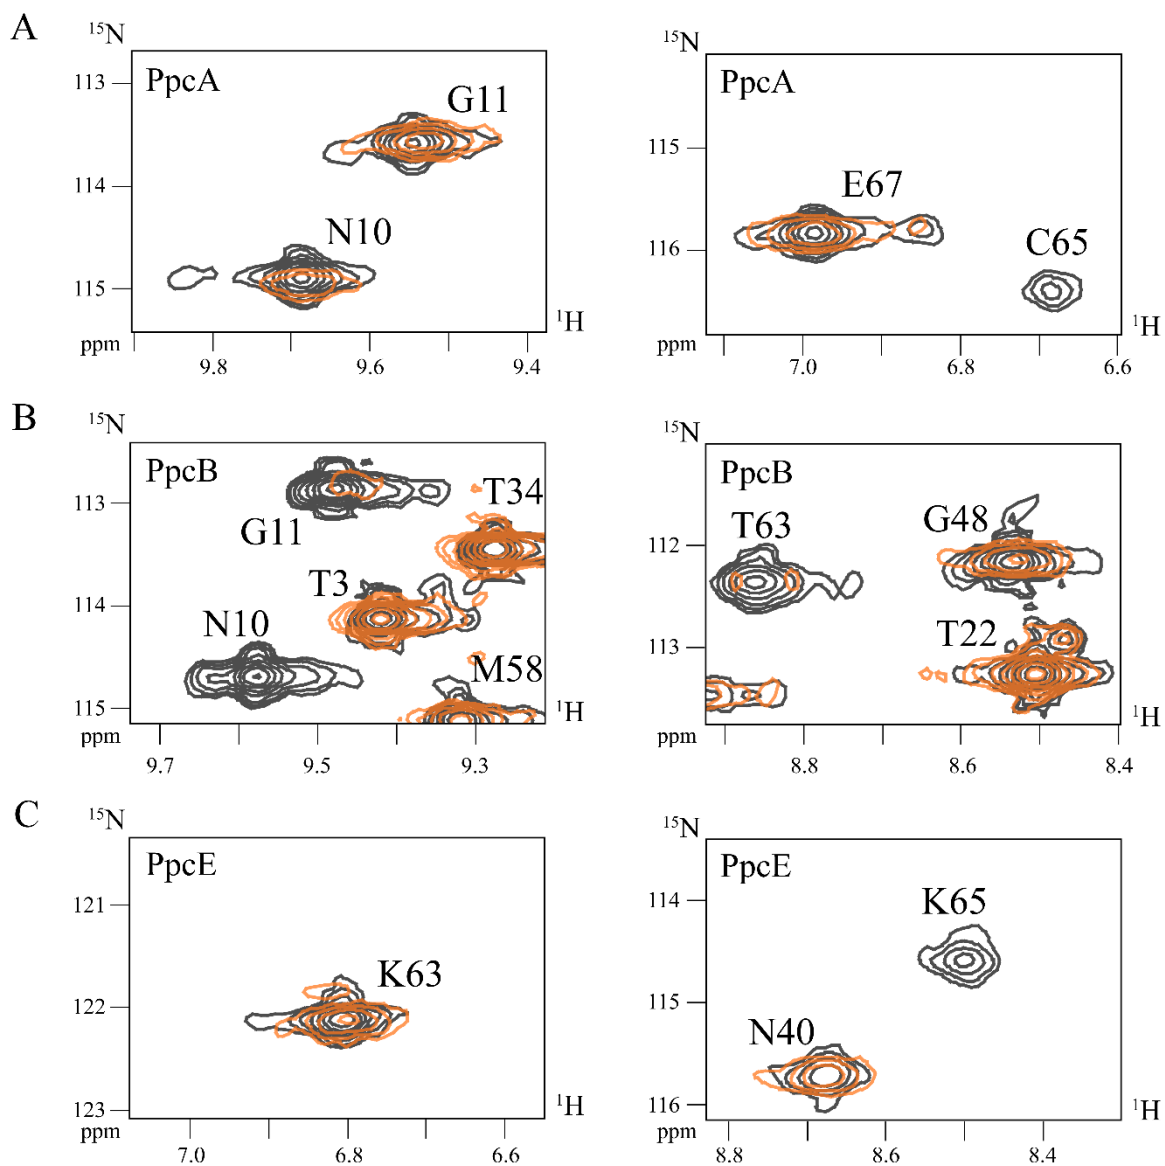 A
15N
PpcA
G11
N10
113
114
115
ppm
9.8
9.6
9.4
1H
15N
PpcA
E67
C65
115
116
ppm
7.0
6.8
6.6
1H
B
15N
PpcB
T34
G11
T3
N10
M58
113
114
115
ppm
9.7
9.5
9.3
1H
15N
PpcB
T63
G48
T22
112
113
ppm
8.8
8.6
8.4
1H
C
15N
PpcE
K63
121
122
123
ppm
7.0
6.8
6.6
1H
15N
PpcE
K65
N40
114
115
116
ppm
8.8
8.6
8.4
1H